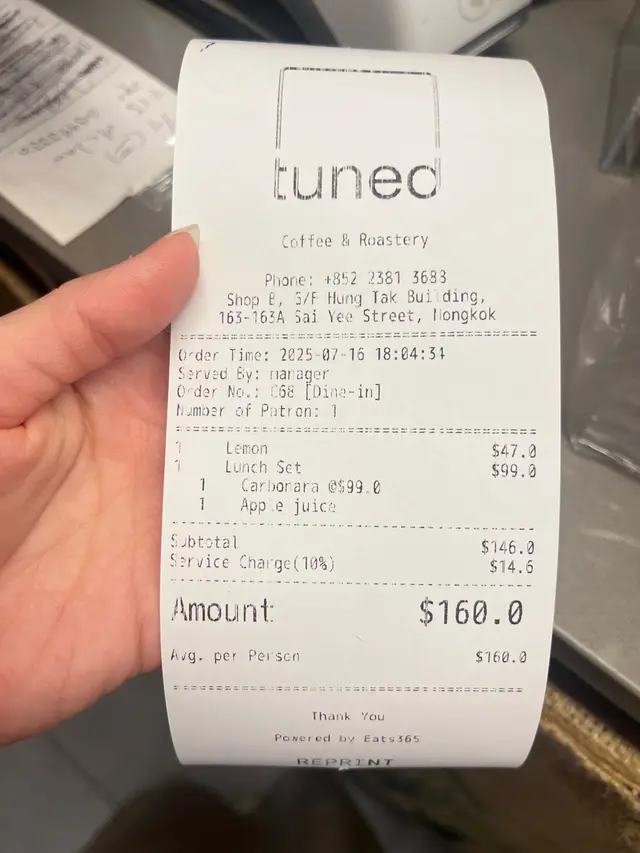 tuned
Coffee & Roastery
Phone: +852 2381 3683
Shop B, G/F Hung Tak Building,
163-163A Sai Yee Street, Mongkok
Order Time: 2025-07-16 18:04:34
Served By: manager
Order No.: C68 [Dine-in]
Number of Patron: 1
1 Lemon $47.0
1 Lunch Set $99.0
1 Carbonara @$99.0
1 Apple juice
Subtotal $146.0
Service Charge(10%) $14.6
Amount: $160.0
Avg. per Person $160.0
Thank You
Powered by Eats365
REPRINT